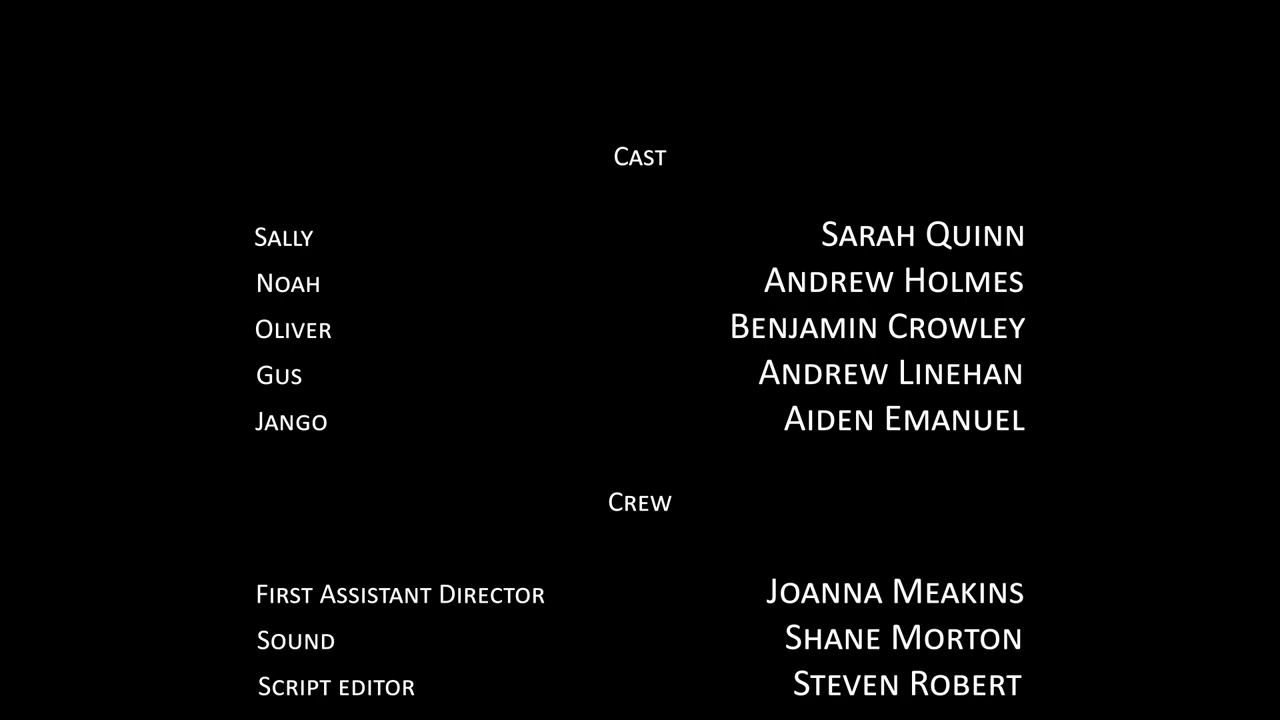 Cast
Sally Sarah Quinn
Noah Andrew Holmes
Oliver Benjamin Crowley
Gus Andrew Linehan
Jango Aiden Emanuel
Crew
First Assistant Director Joanna Meakins
Sound Shane Morton
Script editor Steven Robert